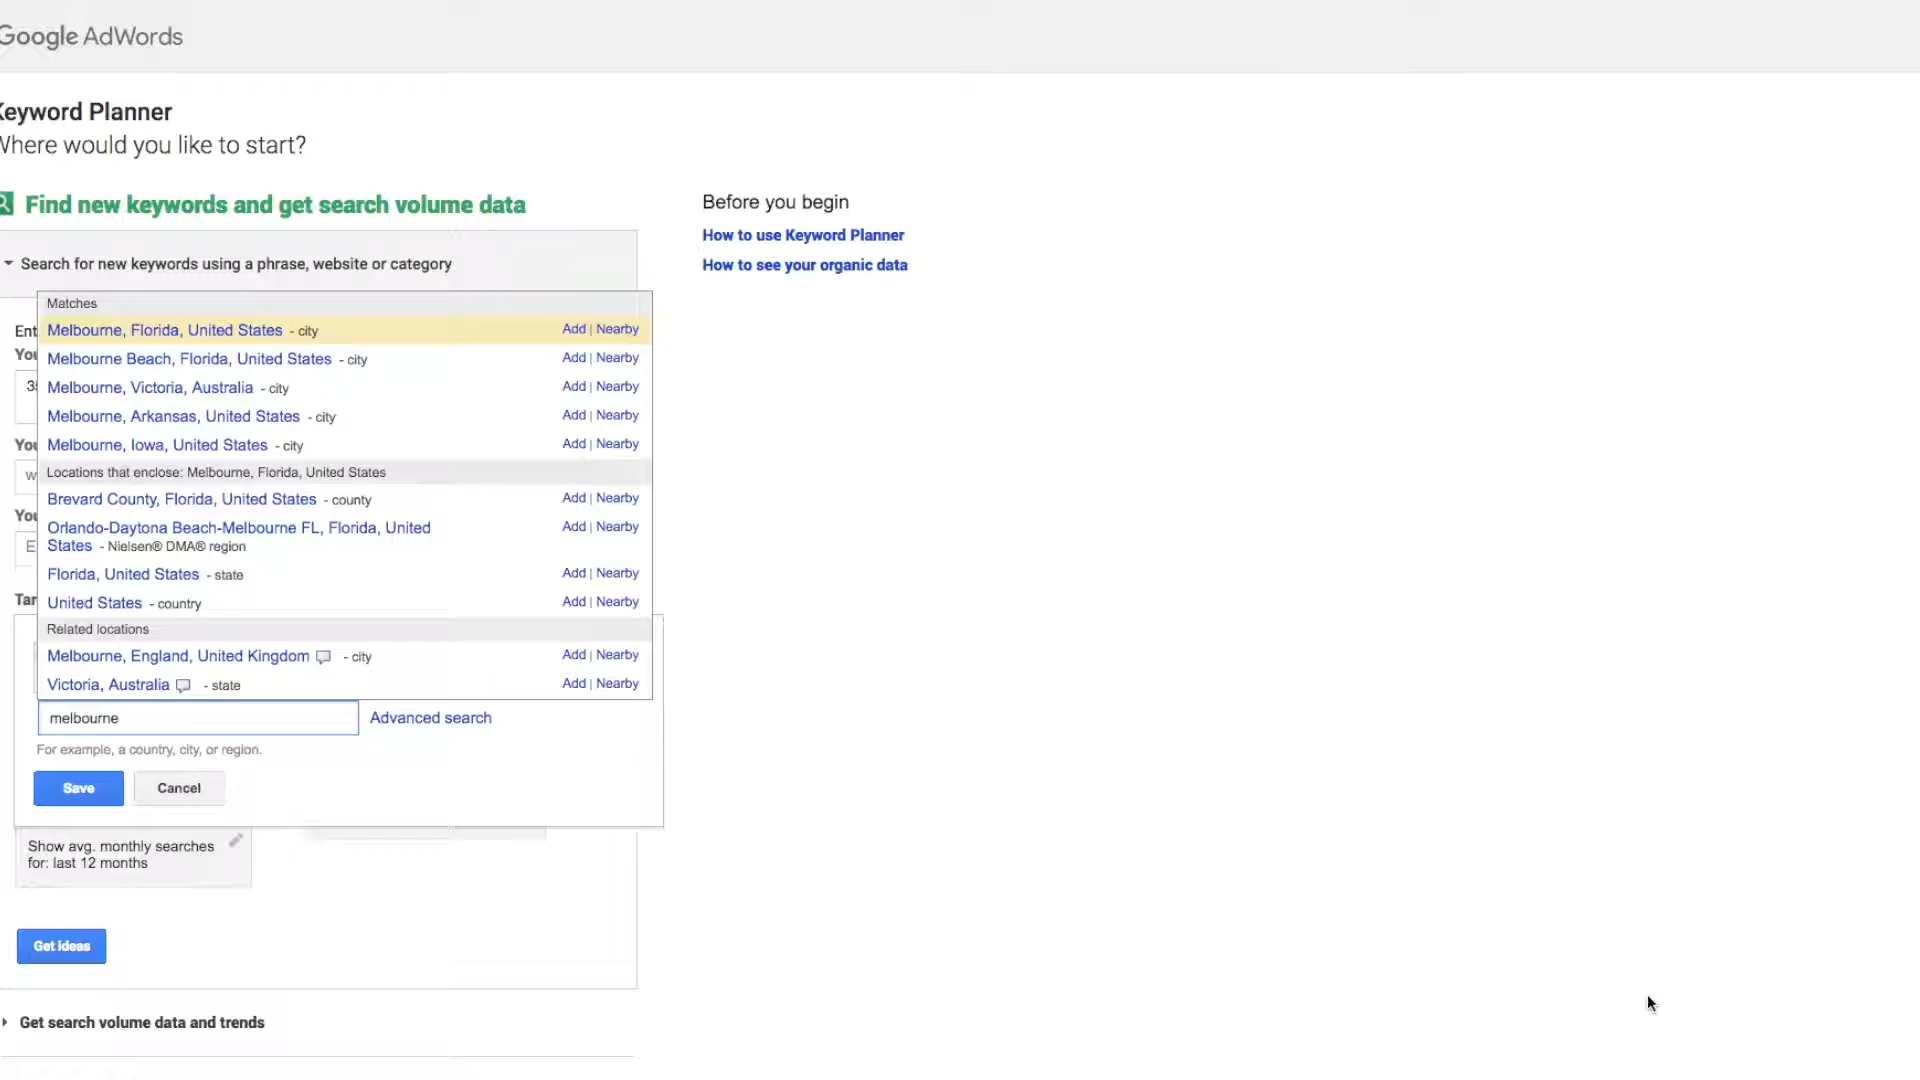 Google AdWords
Keyword Planner
Where would you like to start?
Find new keywords and get search volume data
Before you begin
How to use Keyword Planner
How to see your organic data
Search for new keywords using a phrase, website or category
Matches
Ent
Melbourne, Florida, United States - city Add | Nearby
You
Melbourne Beach, Florida, United States - city Add | Nearby
Melbourne, Victoria, Australia - city Add | Nearby
Melbourne, Arkansas, United States - city Add | Nearby
You
Melbourne, Iowa, United States - city Add | Nearby
Locations that enclose: Melbourne, Florida, United States
Brevard County, Florida, United States - county Add | Nearby
You
Orlando-Daytona Beach-Melbourne FL, Florida, United Add | Nearby
States - Nielsen® DMA® region
E
Florida, United States - state Add | Nearby
Tar
United States - country Add | Nearby
Related locations
Melbourne, England, United Kingdom - city Add | Nearby
Victoria, Australia - state Add | Nearby
melbourne Advanced search
For example, a country, city, or region.
Save Cancel
Show avg. monthly searches
for: last 12 months
Get ideas
Get search volume data and trends